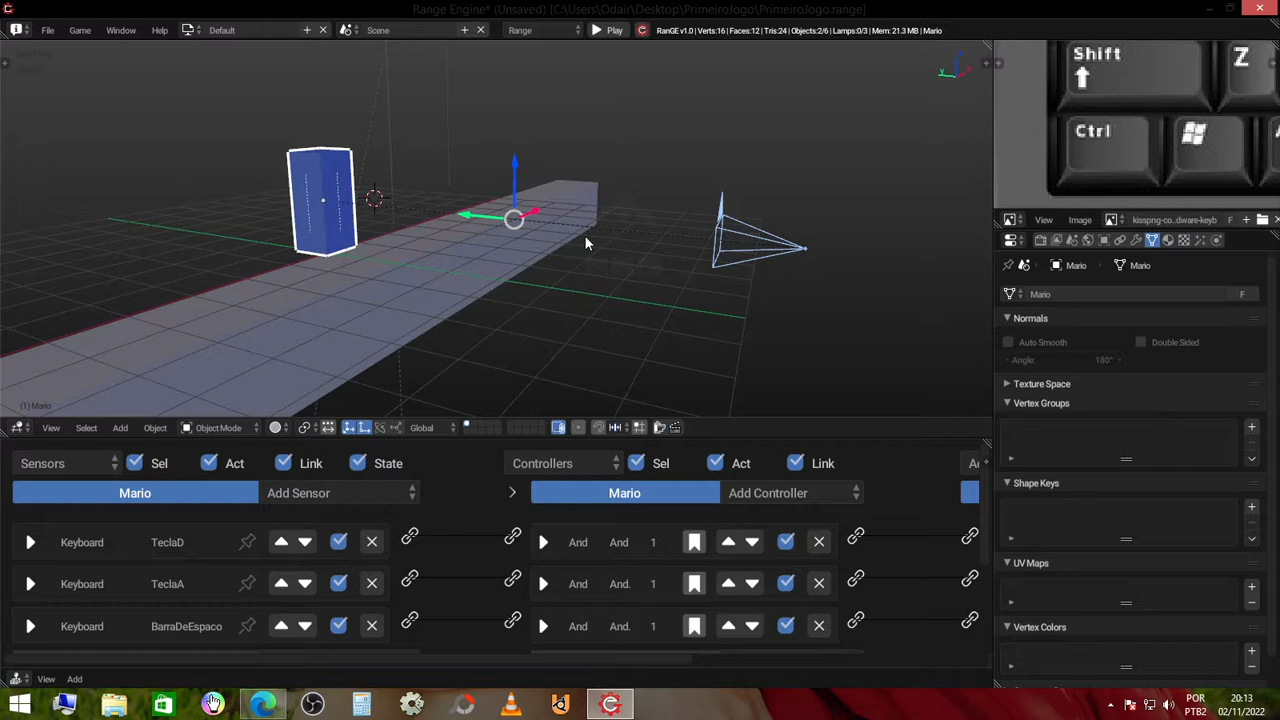 Range Engine* (Unsaved) [C:\Users\Odair\Desktop\PrimeiroJogo\PrimeiroJogo.range]
File Game Window Help Default Scene Range Play RanGE v1.0 | Verts:16 | Faces:12 | Tris:24 | Objects:2/6 | Lamps:0/3 | Mem: 21.3 MB | Mario
Shift Z
Ctrl
View Image kisspng-co...dware-keyb
Mario Mario
Mario F
Normals
Auto Smooth Double Sided
Angle: 180°
Texture Space
Vertex Groups
(1) Mario
View Select Add Object Object Mode Global
Sensors Sel Act Link State Controllers Sel Act Link
Mario Add Sensor Mario Add Controller
Shape Keys
Keyboard TeclaD And And 1
UV Maps
Keyboard TeclaA And And. 1
Keyboard BarraDeEspaco And And. 1
Vertex Colors
View Add
POR 20:13
PTB2 02/11/2022